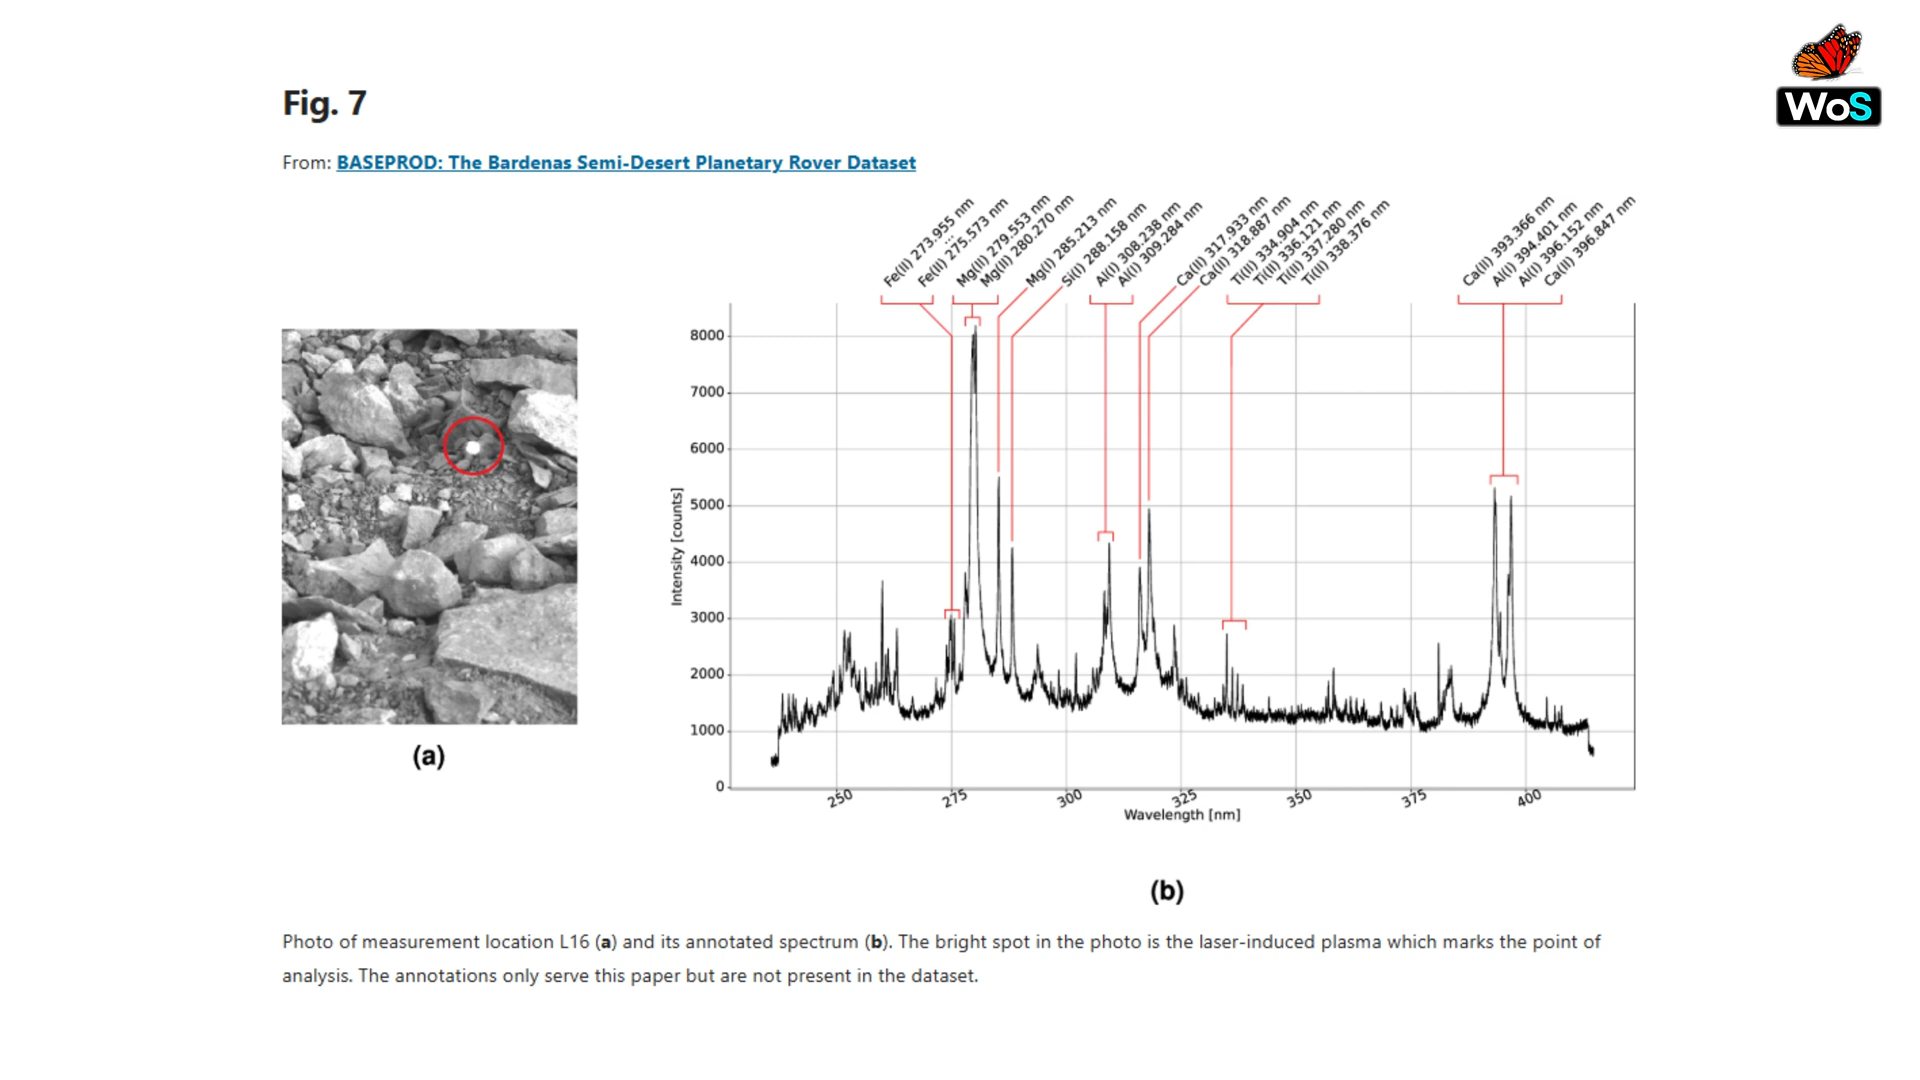 WoS
Fig. 7
From: BASEPROD: The Bardenas Semi-Desert Planetary Rover Dataset
Fe(II) 273.955 nm
...
Fe(II) 275.573 nm
Mg(II) 279.553 nm
Mg(II) 280.270 nm
Mg(I) 285.213 nm
Si(I) 288.158 nm
Al(I) 308.238 nm
Al(I) 309.284 nm
Ca(II) 317.933 nm
Ca(II) 318.887 nm
Ti(II) 334.904 nm
Ti(II) 336.121 nm
Ti(II) 337.280 nm
Ti(II) 338.376 nm
Ca(II) 393.366 nm
Al(I) 394.401 nm
Al(I) 396.152 nm
Ca(II) 396.847 nm
8000
7000
6000
5000
4000
3000
2000
1000
0
Intensity [counts]
250
275
300
325
350
375
400
Wavelength [nm]
(a)
(b)
Photo of measurement location L16 (a) and its annotated spectrum (b). The bright spot in the photo is the laser-induced plasma which marks the point of
analysis. The annotations only serve this paper but are not present in the dataset.